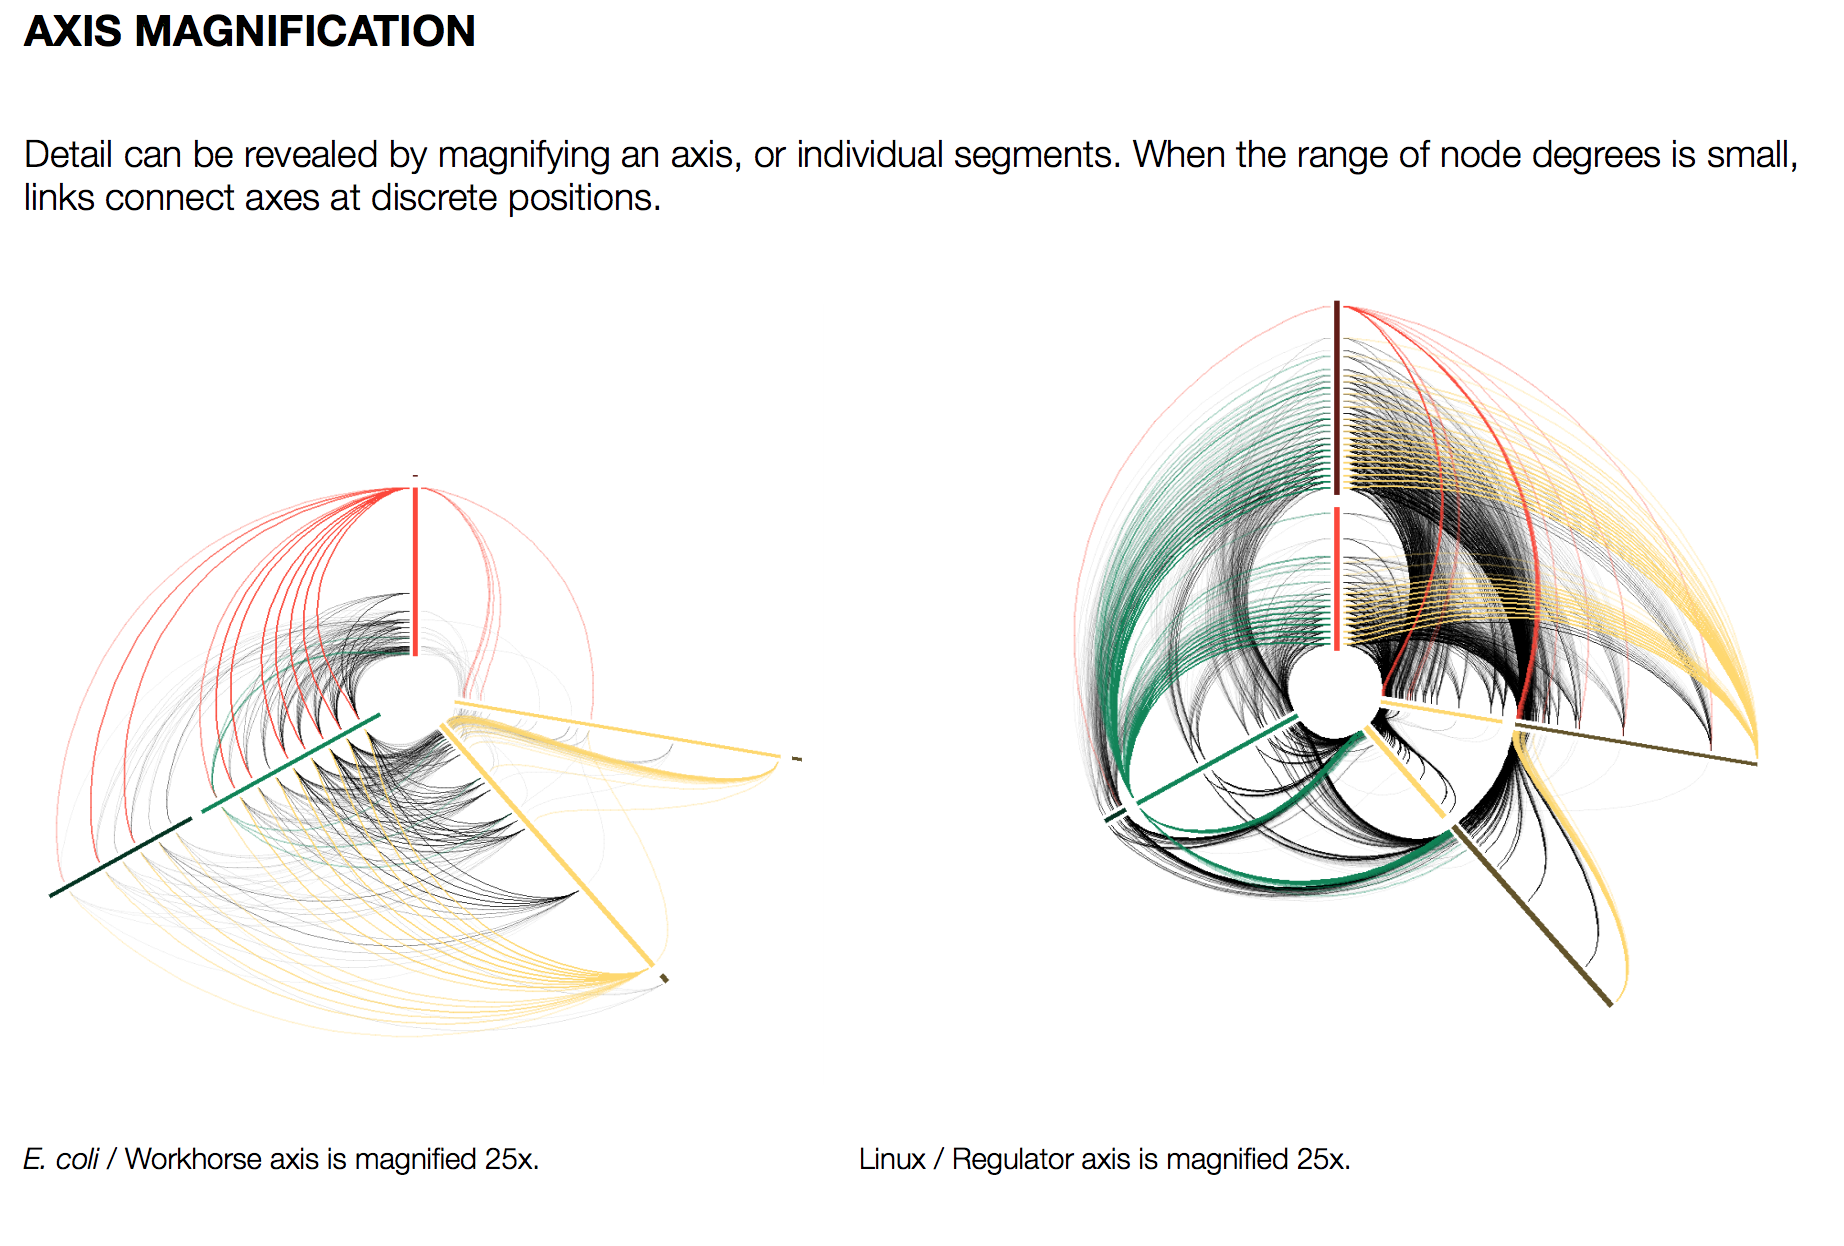 AXIS MAGNIFICATION
Detail can be revealed by magnifying an axis, or individual segments. When the range of node degrees is small,
links connect axes at discrete positions.
E. coli / Workhorse axis is magnified 25x.
Linux / Regulator axis is magnified 25x.